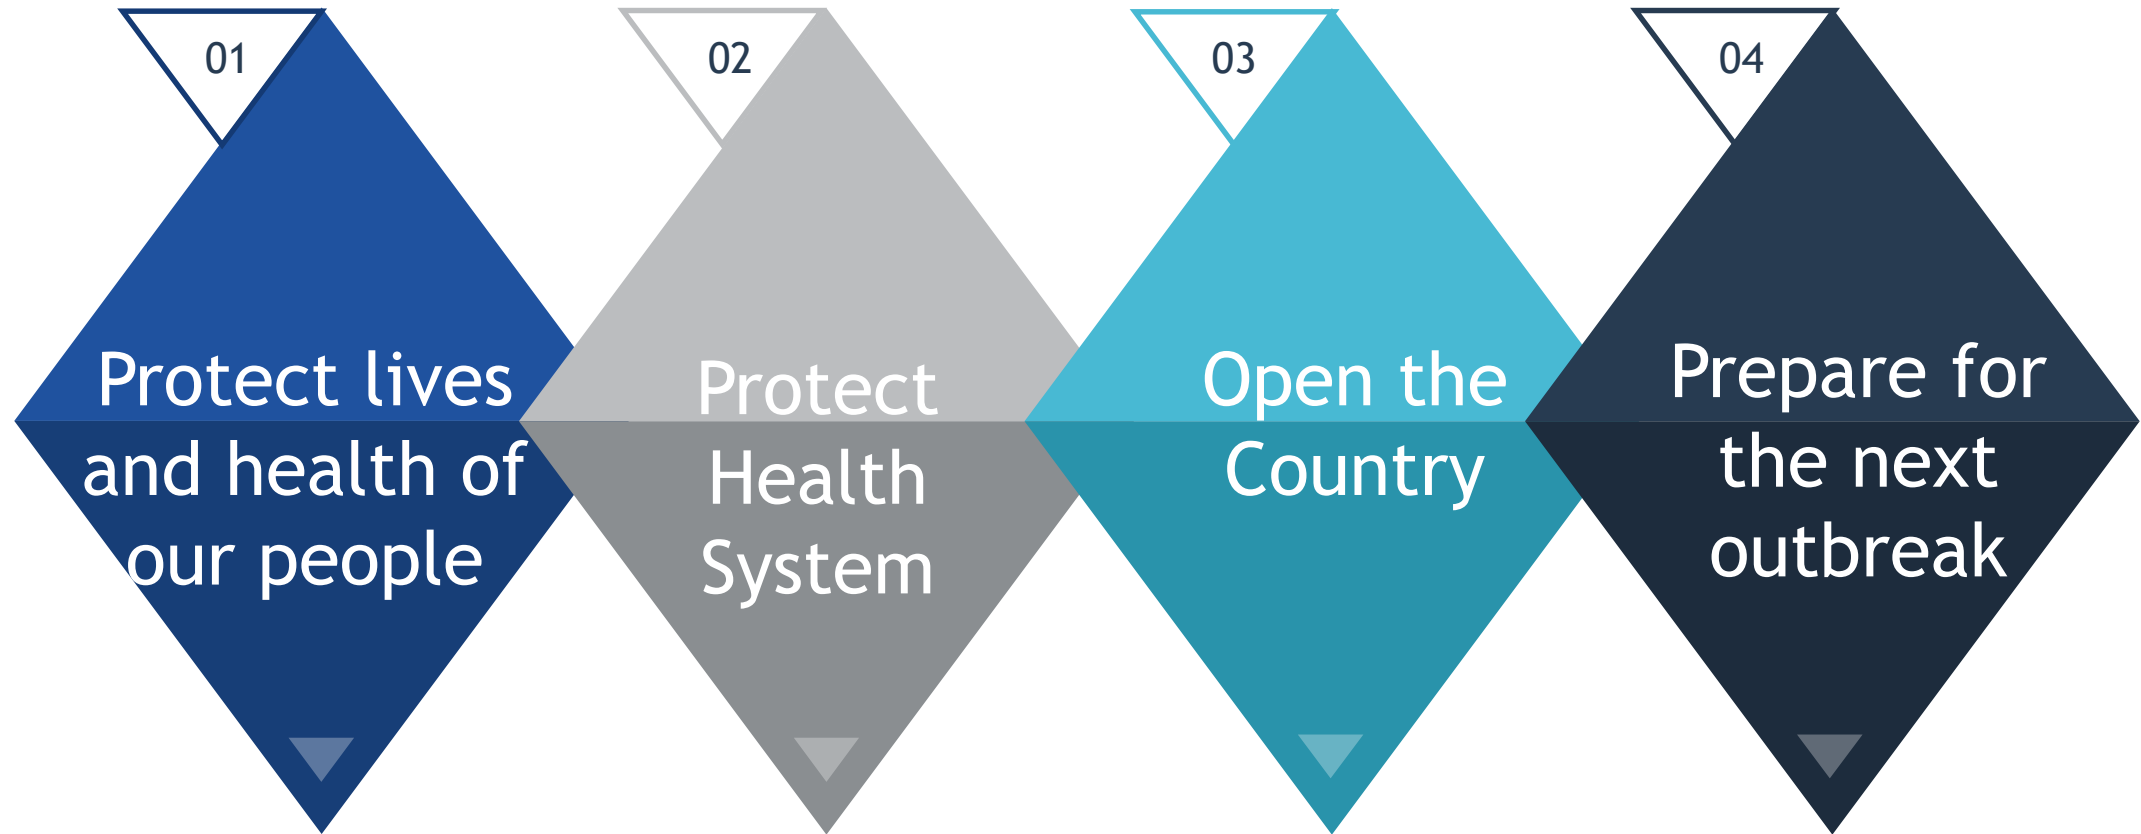 01
Protect lives
and health of
our people
02
Protect
Health
System
03
Open the
Country
04
Prepare for
the next
outbreak